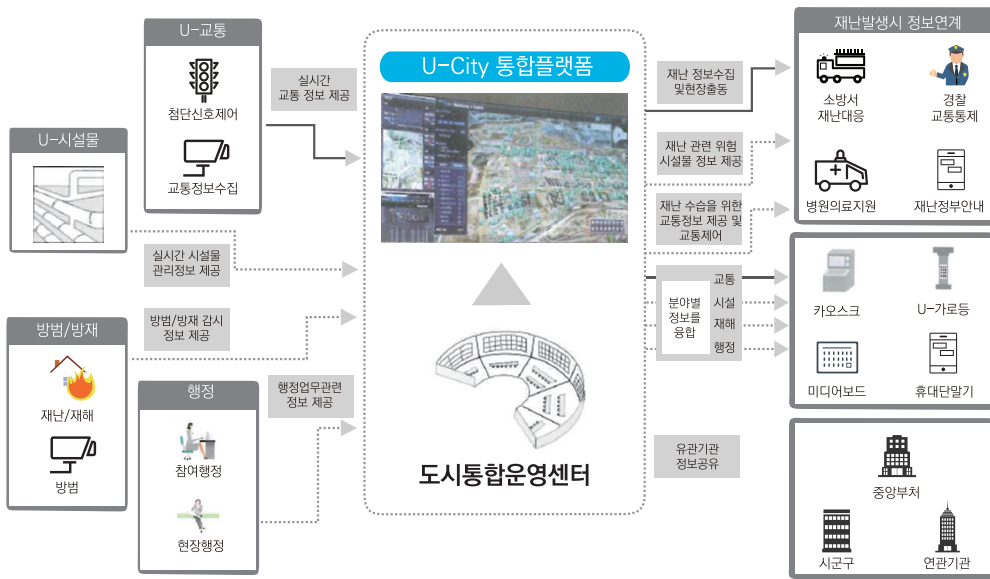 U-교통
첨단신호제어
교통정보수집
U-시설물
방범/방재
재난/재해
방범
행정
참여행정
현장행정
실시간
교통 정보 제공
실시간 시설물
관리정보 제공
방범/방재 감시
정보 제공
행정업무관련
정보 제공
U-City 통합플랫폼
도시통합운영센터
재난 정보수집
및현장출동
재난 관련 위험
시설물 정보 제공
재난 수습을 위한
교통정보 제공 및
교통제어
분야별
정보를
융합
교통
시설
재해
행정
유관기관
정보공유
재난발생시 정보연계
소방서
재난대응
경찰
교통통제
병원의료지원
재난정부안내
카오스크
U-가로등
미디어보드
휴대단말기
중앙부처
시군구
연관기관